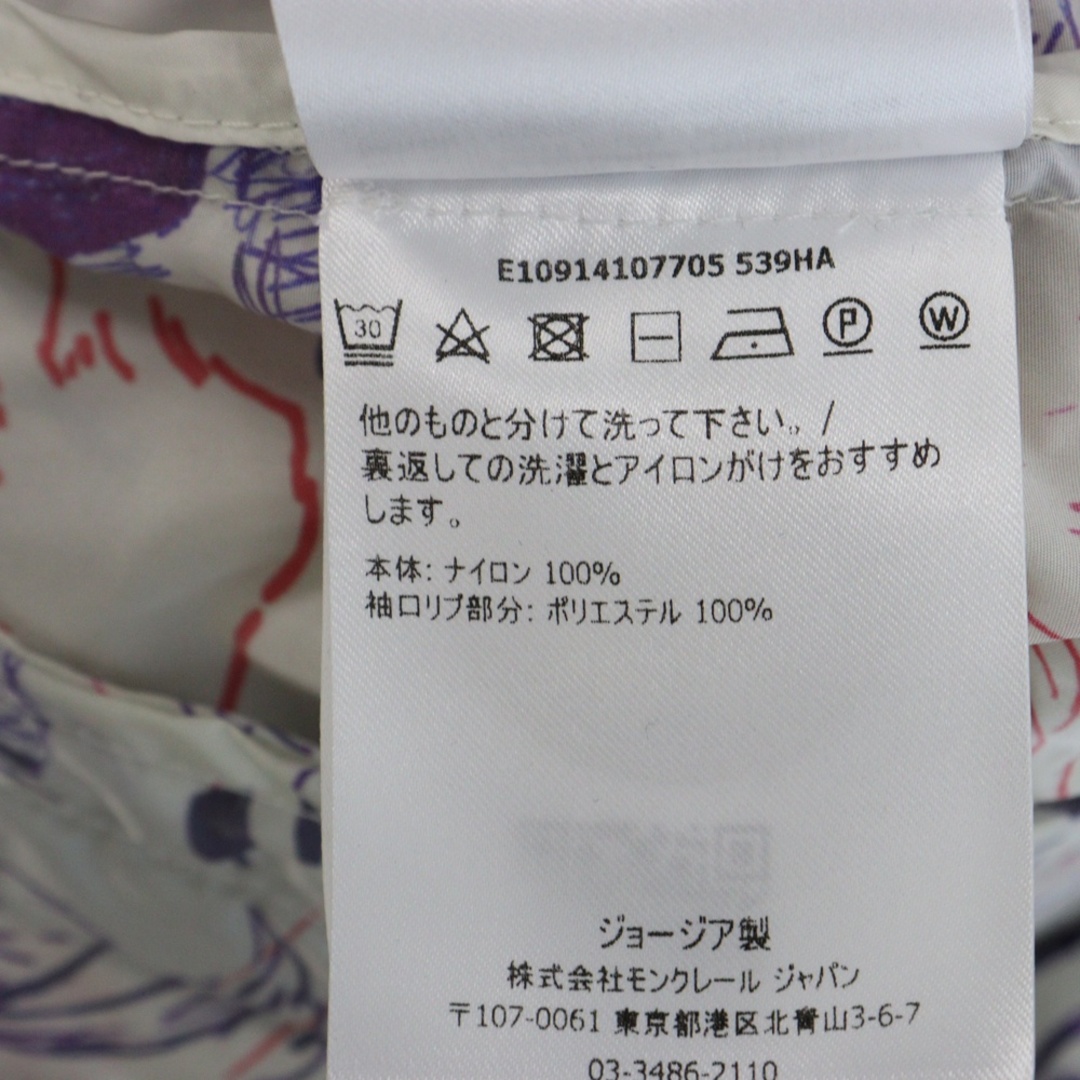 E10914107705 539HA
30 P W
他のものと分けて洗って下さい。/
裏返しての洗濯とアイロンがけをおすすめ
します。
本体: ナイロン 100%
袖口リブ部分: ポリエステル 100%
ジョージア製
株式会社モンクレール ジャパン
〒107-0061 東京都港区北青山3-6-7
03-3486-2110